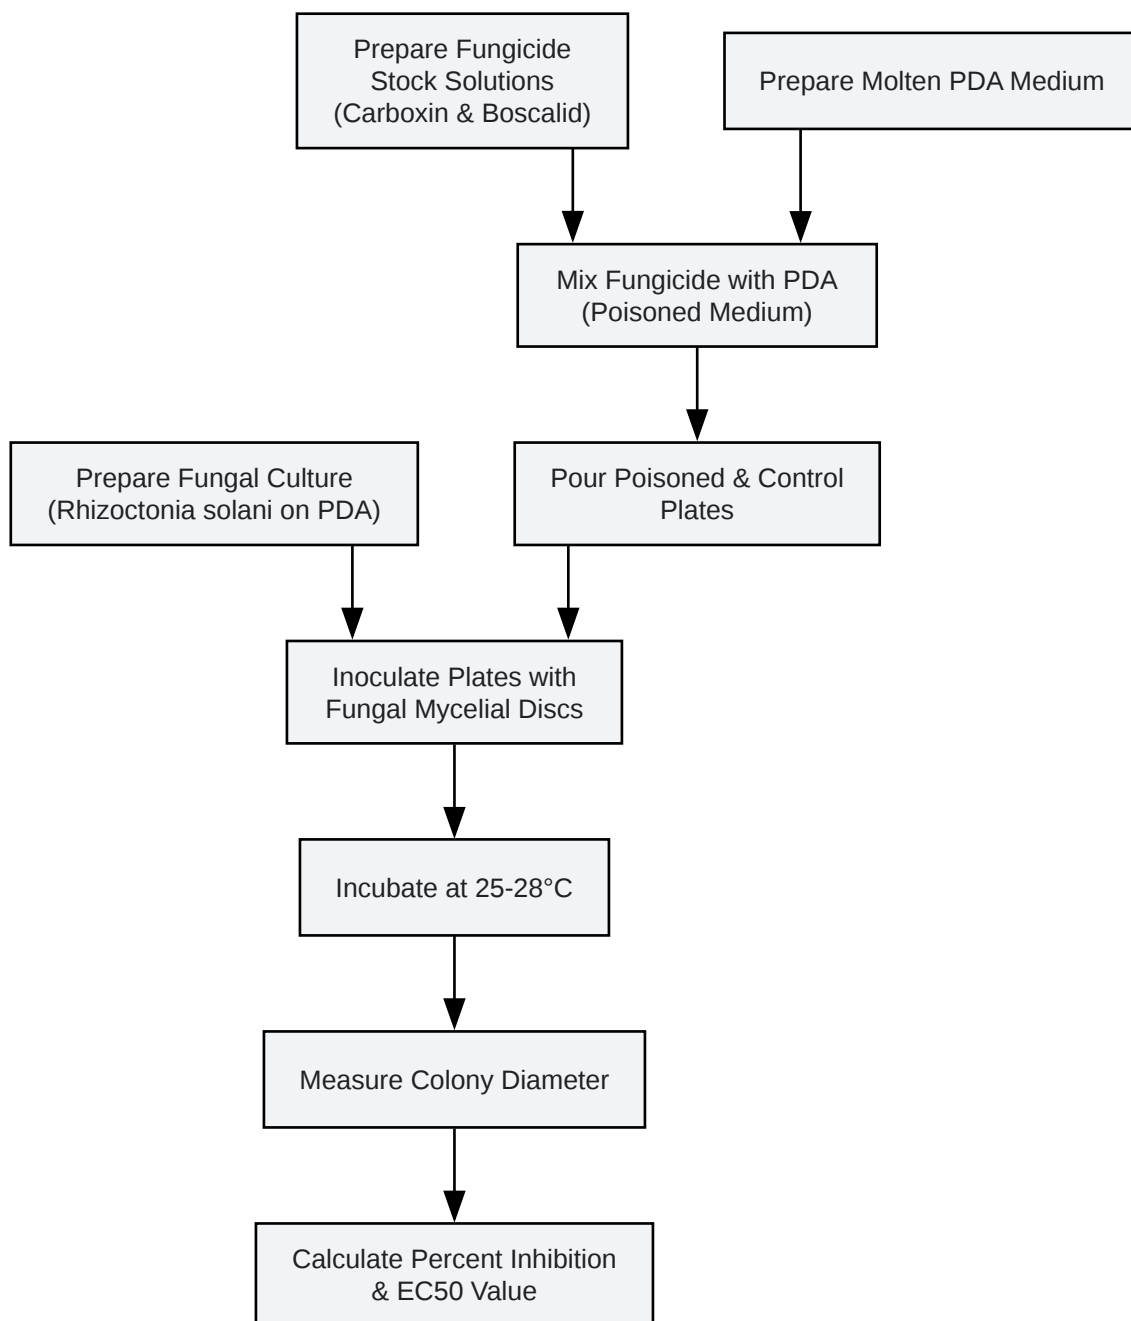 Prepare Fungicide
Stock Solutions
(Carboxin & Boscalid)
Prepare Molten PDA Medium
Mix Fungicide with PDA
(Poisoned Medium)
Prepare Fungal Culture
(Rhizoctonia solani on PDA)
Pour Poisoned & Control
Plates
Inoculate Plates with
Fungal Mycelial Discs
Incubate at 25-28°C
Measure Colony Diameter
Calculate Percent Inhibition
& EC50 Value